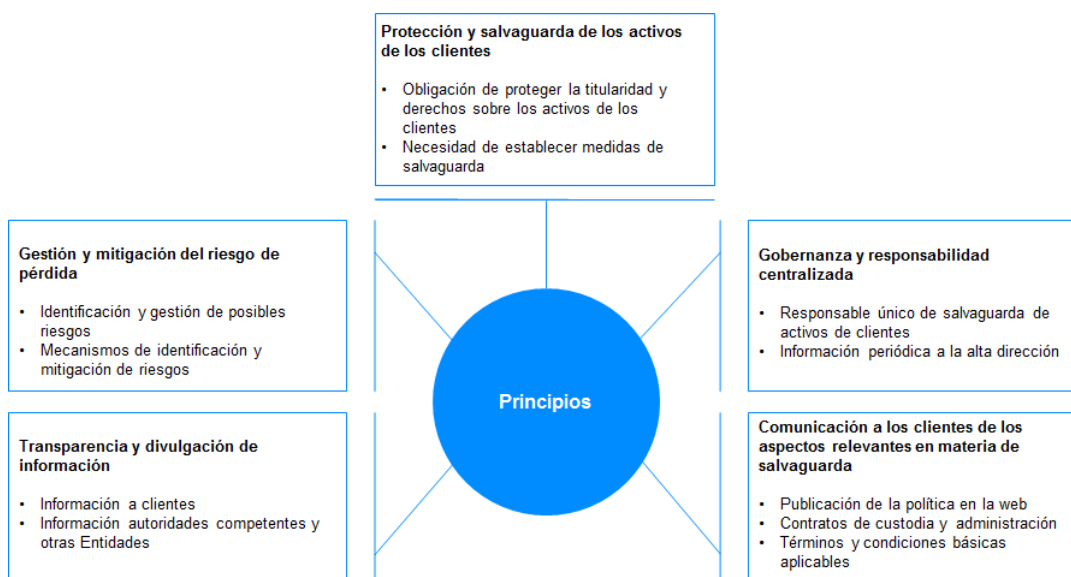 Protección y salvaguarda de los activos
de los clientes
• Obligación de proteger la titularidad y
derechos sobre los activos de los
clientes
• Necesidad de establecer medidas de
salvaguarda
Gestión y mitigación del riesgo de
pérdida
• Identificación y gestión de posibles
riesgos
• Mecanismos de identificación y
mitigación de riesgos
Gobernanza y responsabilidad
centralizada
• Responsable único de salvaguarda de
activos de clientes
• Información periódica a la alta dirección
Principios
Transparencia y divulgación de
información
• Información a clientes
• Información autoridades competentes y
otras Entidades
Comunicación a los clientes de los
aspectos relevantes en materia de
salvaguarda
• Publicación de la política en la web
• Contratos de custodia y administración
• Términos y condiciones básicas
aplicables